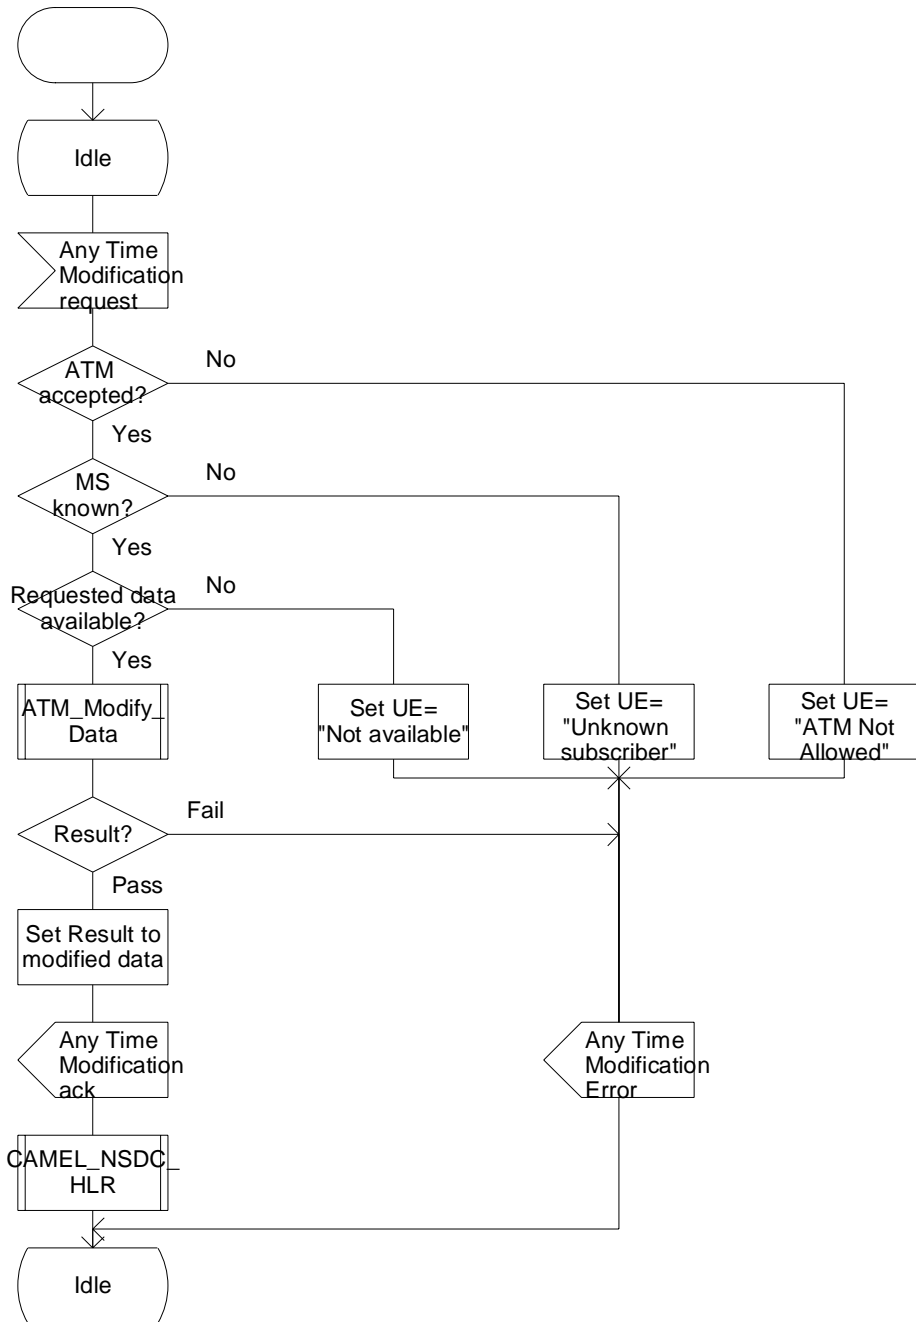 Idle
Any Time
Modification
request
ATM
accepted?
No
Yes
MS
known?
No
Yes
Requested data
available?
No
Yes
ATM_Modify_
Data
Set UE=
"Not available"
Set UE=
"Unknown
subscriber"
Set UE=
"ATM Not
Allowed"
Result?
Fail
Pass
Set Result to
modified data
Any Time
Modification
ack
Any Time
Modification
Error
CAMEL_NSDC_
HLR
Idle